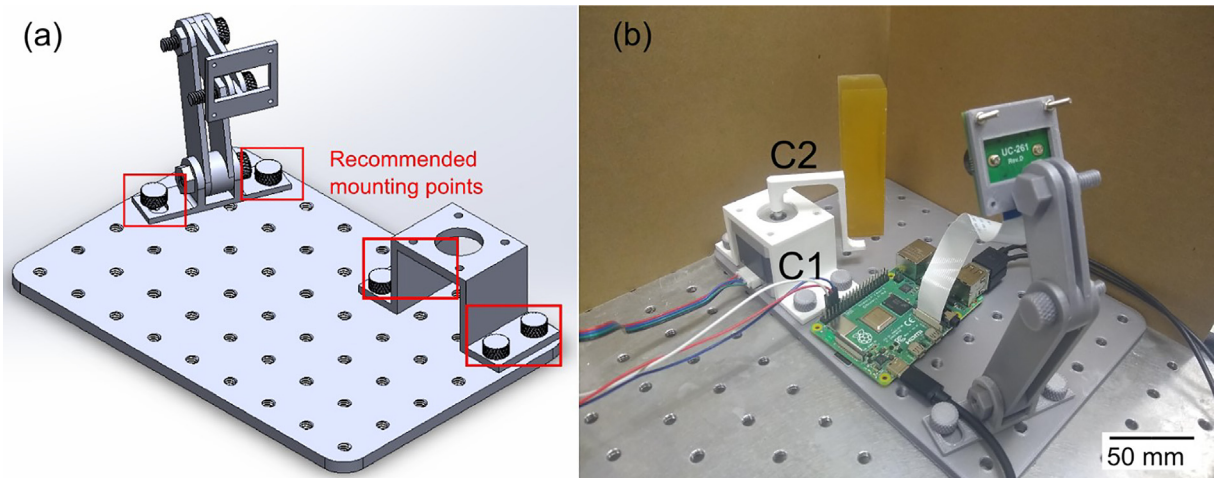 (a)
Recommended
mounting points
(b)
C2
C1
UC-261
Rev.D
50 mm